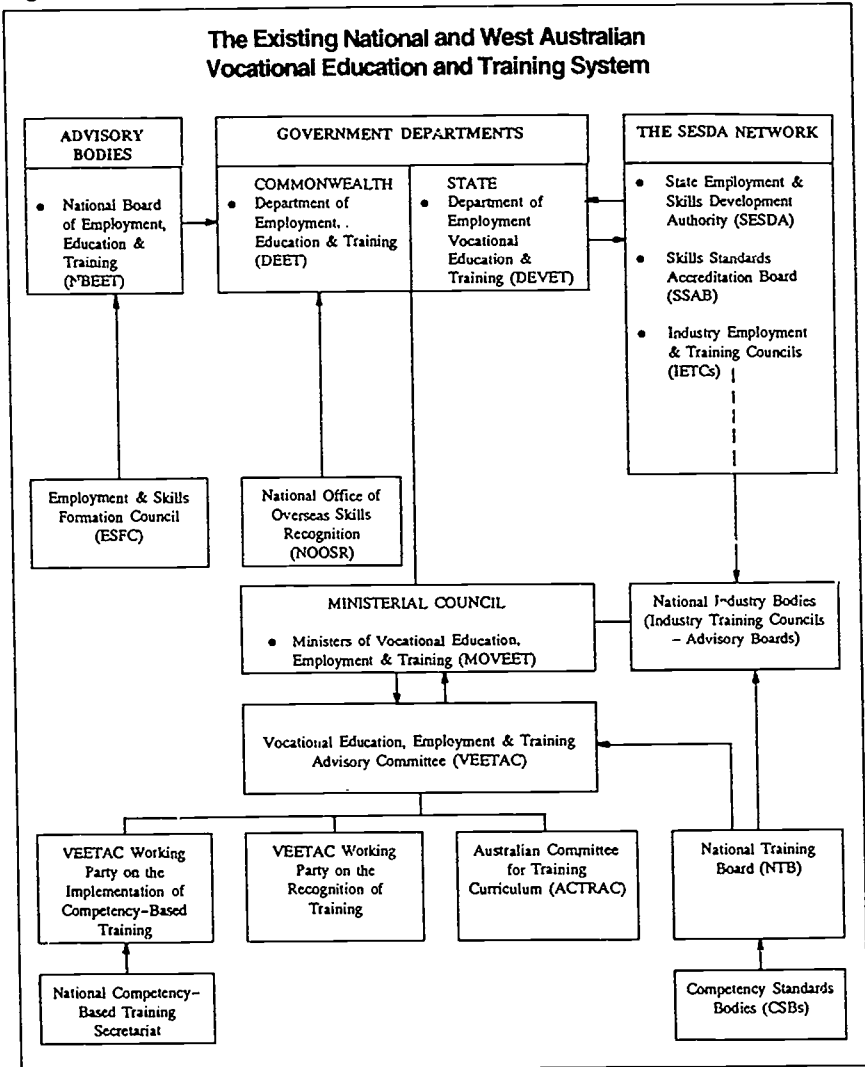 The Existing National and West Australian
Vocational Education and Training System
ADVISORY
BODIES
• National Board
of Employment,
Education &
Training
(NBEET)
GOVERNMENT DEPARTMENTS
COMMONWEALTH
• Department of
Employment, .
Education & Training
(DEET)
STATE
Department of
Employment
Vocational
Education &
Training (DEVET)
THE SESDA NETWORK
• State Employment &
Skills Development
Authority (SESDA)
• Skills Standards
Accreditation Board
(SSAB)
• Industry Employment
& Training Councils
(IETCs)
Employment & Skills
Formation Council
(ESFC)
National Office of
Overseas Skills
Recognition
(NOOSR)
MINISTERIAL COUNCIL
• Ministers of Vocational Education,
Employment & Training (MOVEET)
National Industry Bodies
(Industry Training Councils
– Advisory Boards)
Vocational Education, Employment & Training
Advisory Committee (VEETAC)
VEETAC Working
Party on the
Implementation of
Competency-Based
Training
VEETAC Working
Party on the
Recognition of
Training
Australian Committee
for Training
Curriculum (ACTRAC)
National Training
Board (NTB)
National Competency-
Based Training
Secretariat
Competency Standards
Bodies (CSBs)